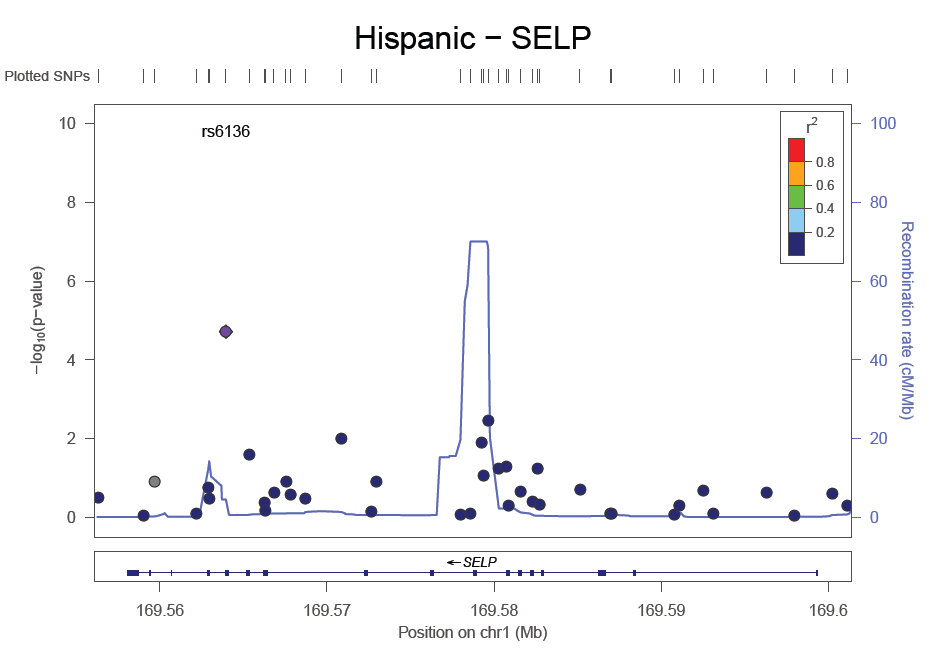 Hispanic − SELP
Plotted SNPs
10
8
6
4
2
0
−log10(p−value)
rs6136
r2
0.8
0.6
0.4
0.2
100
80
60
40
20
0
Recombination rate (cM/Mb)
←SELP
169.56 169.57 169.58 169.59 169.6
Position on chr1 (Mb)